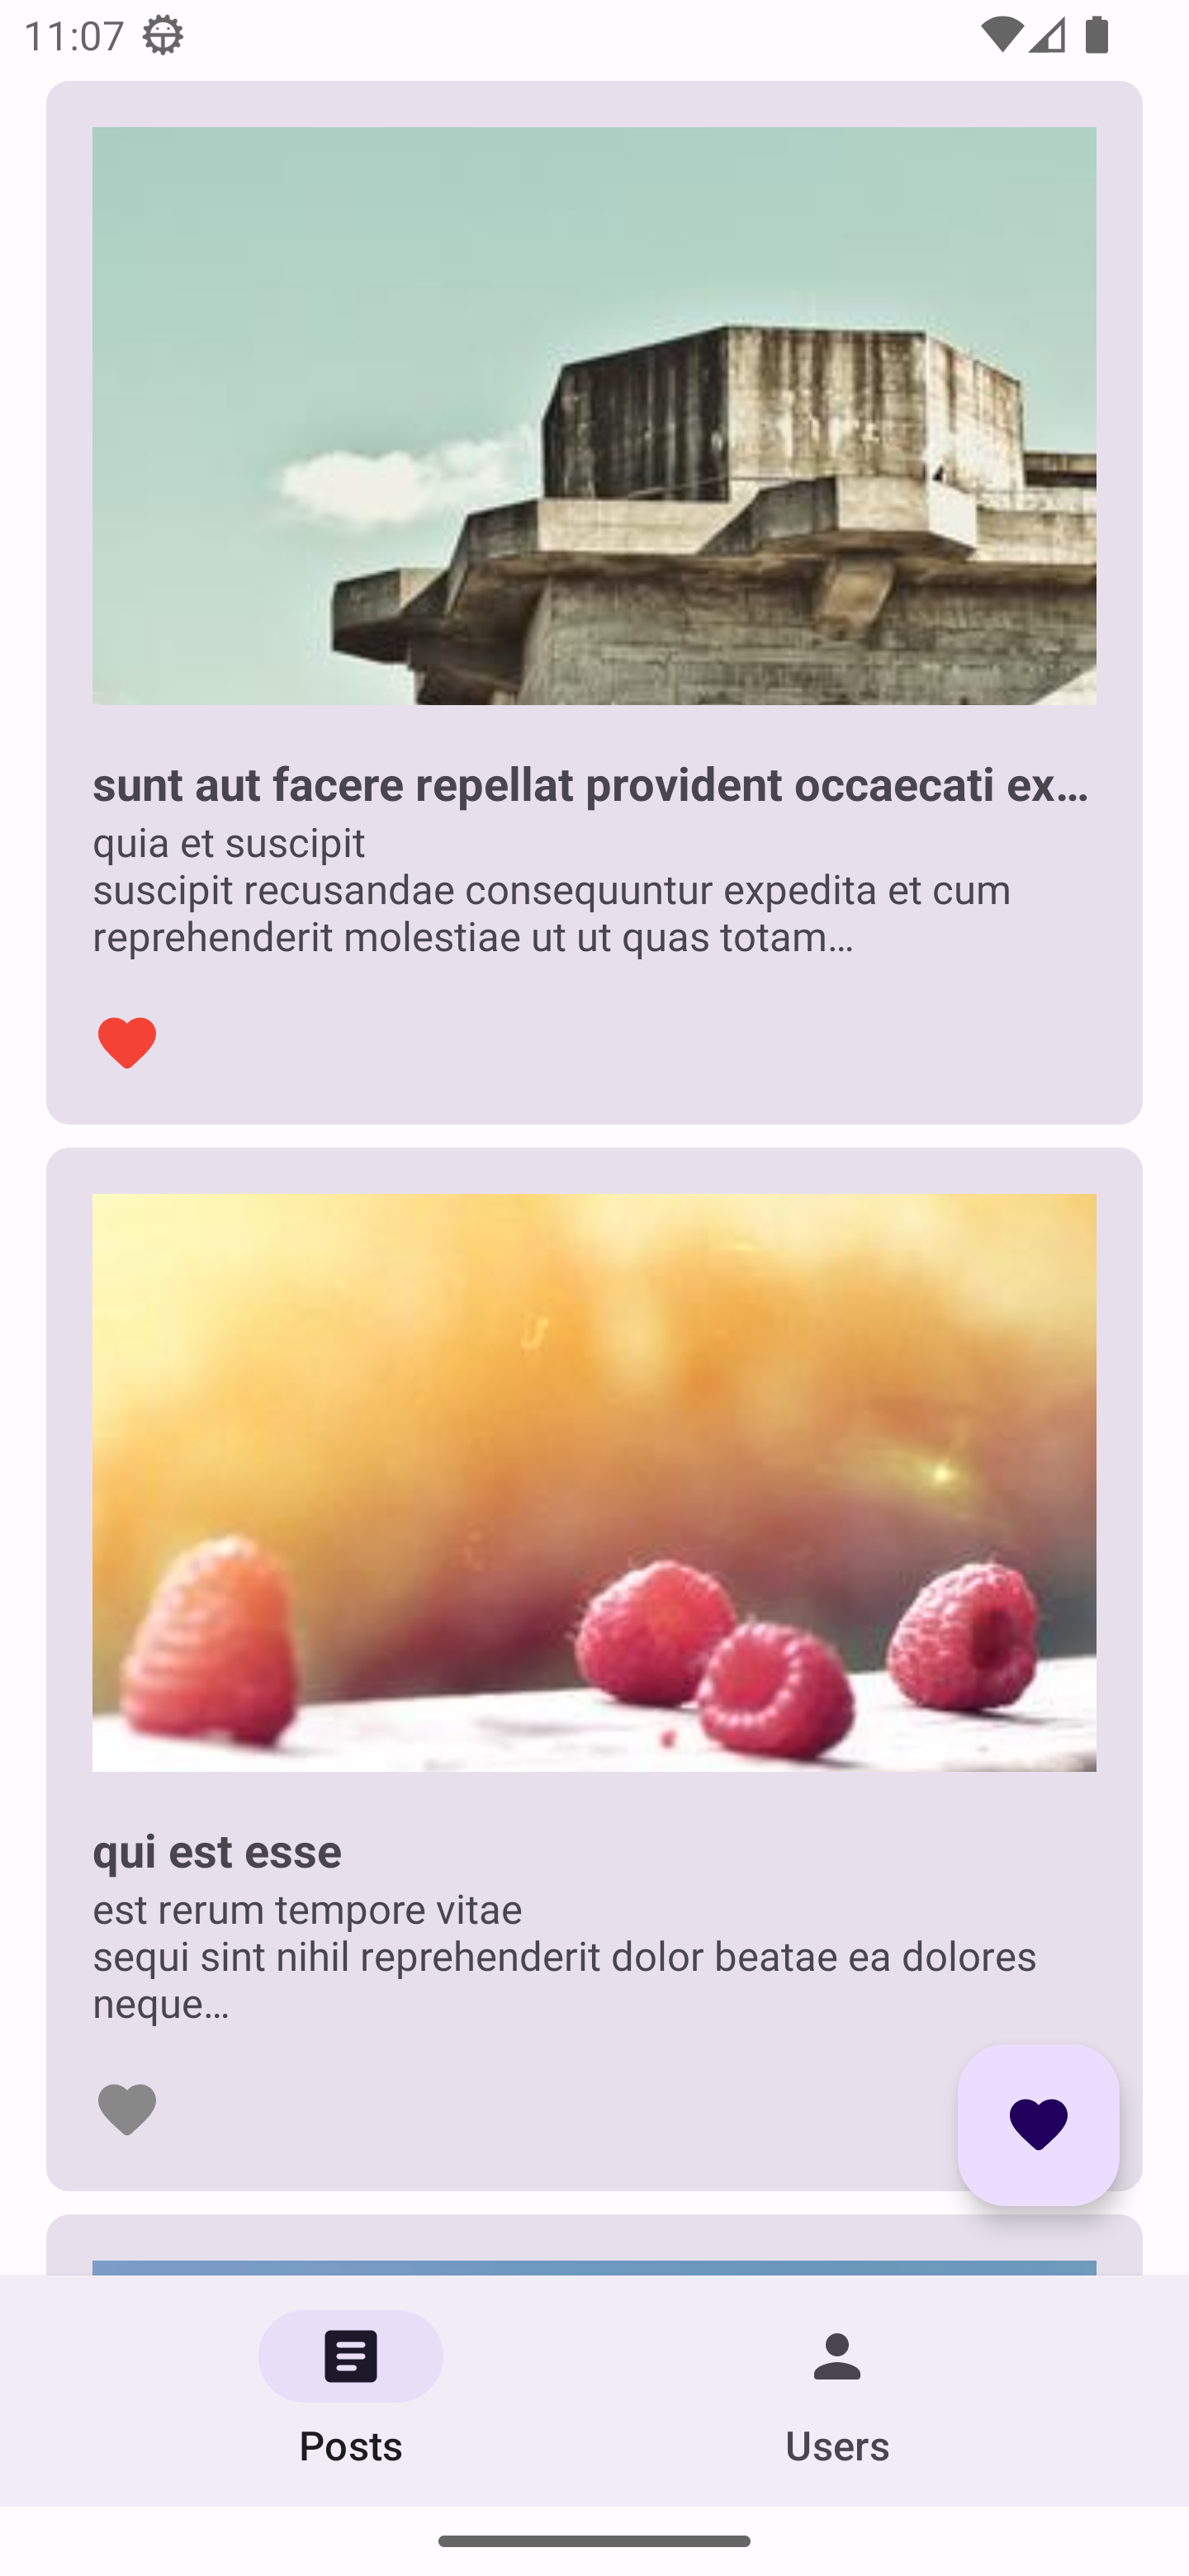 11:07
sunt aut facere repellat provident occaecati ex…
quia et suscipit
suscipit recusandae consequuntur expedita et cum
reprehenderit molestiae ut ut quas totam…
qui est esse
est rerum tempore vitae
sequi sint nihil reprehenderit dolor beatae ea dolores
neque…
Posts
Users